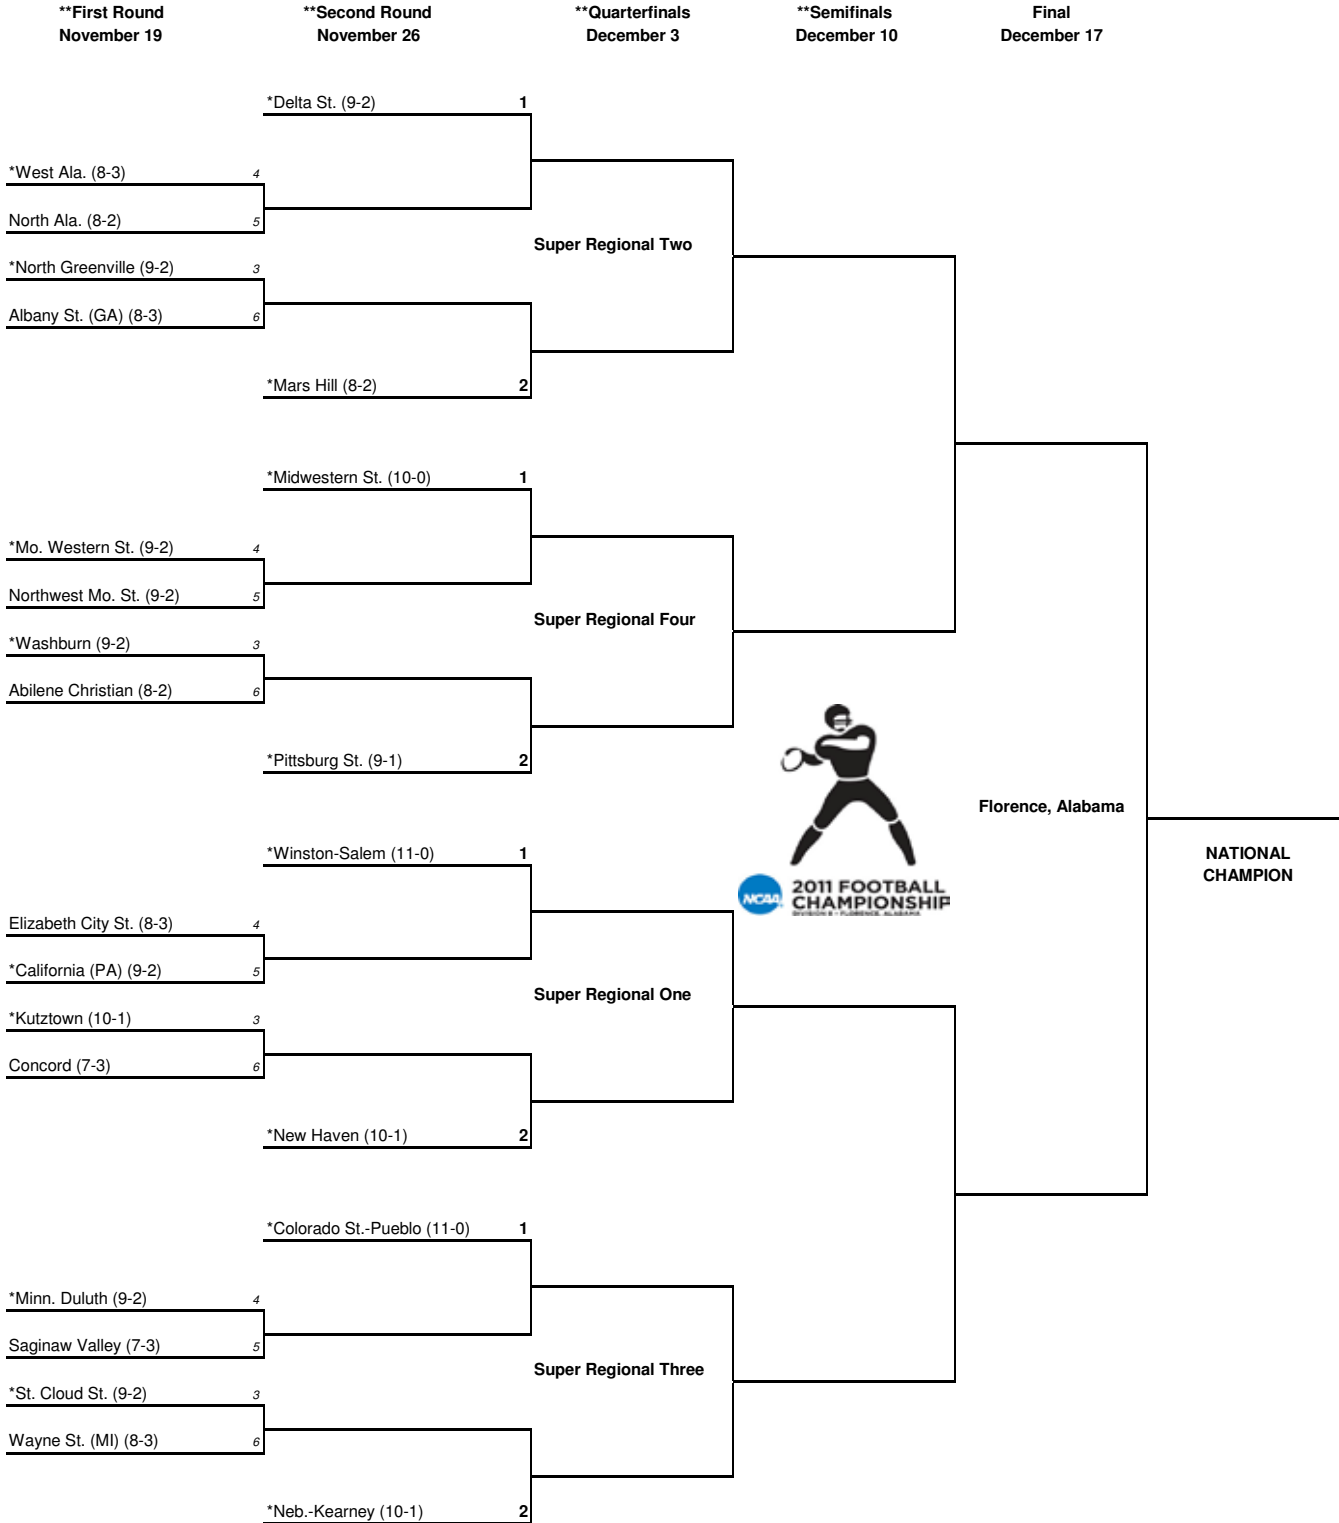 **First Round
November 19
**Second Round
November 26
**Quarterfinals
December 3
**Semifinals
December 10
Final
December 17
*Delta St. (9-2) 1
*West Ala. (8-3) 4
North Ala. (8-2) 5
Super Regional Two
*North Greenville (9-2) 3
Albany St. (GA) (8-3) 6
*Mars Hill (8-2) 2
*Midwestern St. (10-0) 1
*Mo. Western St. (9-2) 4
Northwest Mo. St. (9-2) 5
Super Regional Four
*Washburn (9-2) 3
Abilene Christian (8-2) 6
*Pittsburg St. (9-1) 2
Florence, Alabama
*Winston-Salem (11-0) 1
NATIONAL
CHAMPION
NCAA
2011 FOOTBALL
CHAMPIONSHIP
DIVISION II – FLORENCE, ALABAMA
Elizabeth City St. (8-3) 4
*California (PA) (9-2) 5
Super Regional One
*Kutztown (10-1) 3
Concord (7-3) 6
*New Haven (10-1) 2
*Colorado St.-Pueblo (11-0) 1
*Minn. Duluth (9-2) 4
Saginaw Valley (7-3) 5
Super Regional Three
*St. Cloud St. (9-2) 3
Wayne St. (MI) (8-3) 6
*Neb.-Kearney (10-1) 2